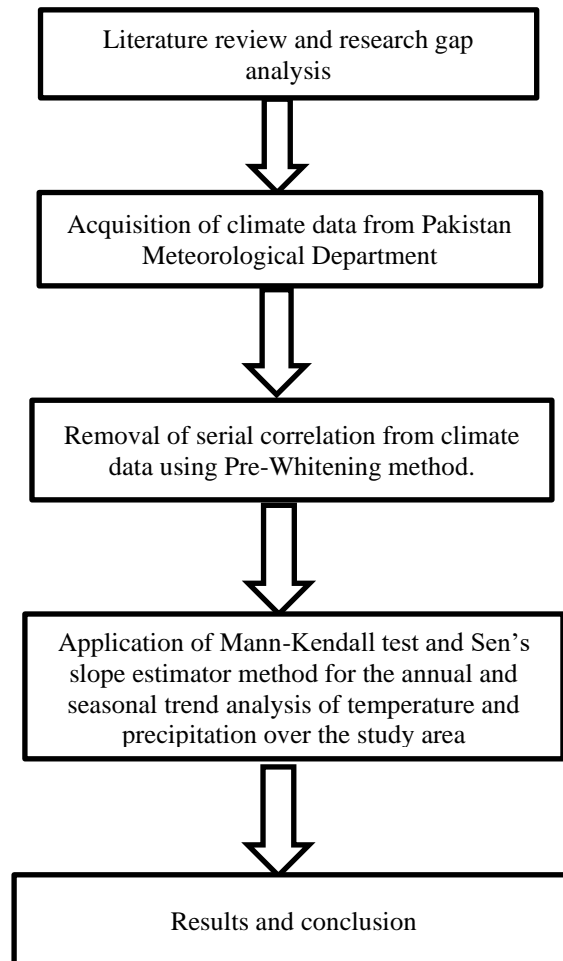 Literature review and research gap
analysis
Acquisition of climate data from Pakistan
Meteorological Department
Removal of serial correlation from climate
data using Pre-Whitening method.
Application of Mann-Kendall test and Sen’s
slope estimator method for the annual and
seasonal trend analysis of temperature and
precipitation over the study area
Results and conclusion